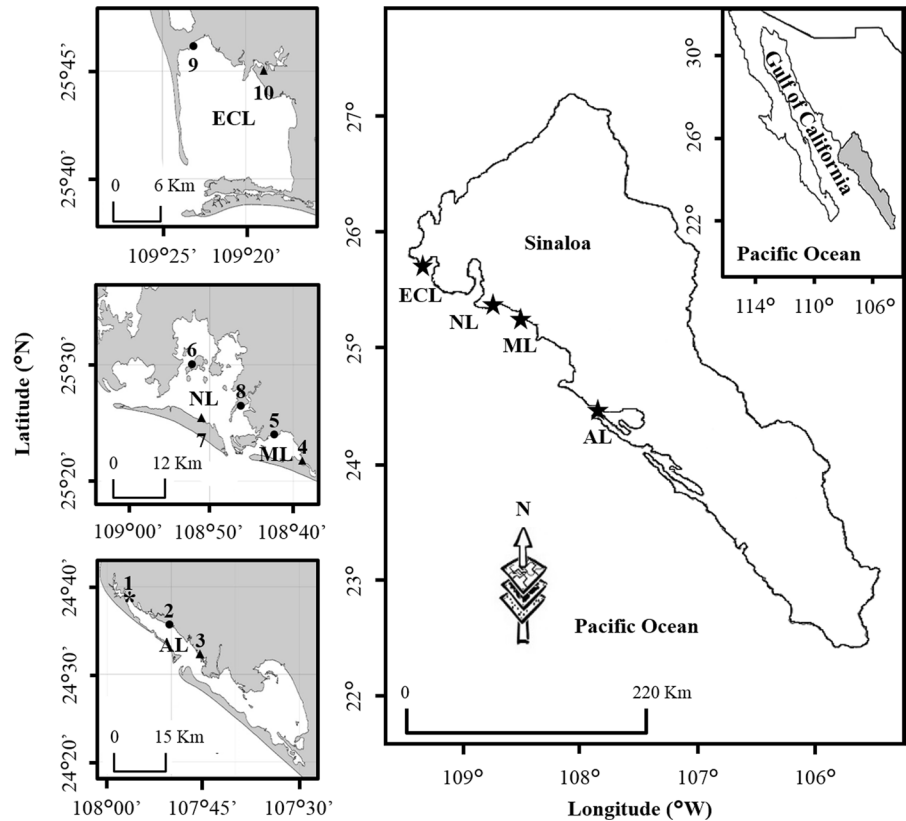 Latitude (°N)
25°45’
25°40’
9
10
ECL
0
6 Km
109°25’
109°20’
25°30’
25°20’
6
8
NL
5
7
ML
4
0
12 Km
109°00’
108°50’
108°40’
24°40’
24°30’
24°20’
1
*
2
AL
3
0
15 Km
108°00’
107°45’
107°30’
27°
26°
25°
24°
23°
22°
Sinaloa
ECL
NL
ML
AL
N
Pacific Ocean
0
220 Km
109°
108°
107°
106°
Longitude (°W)
30°
26°
22°
Gulf of California
Pacific Ocean
114°
110°
106°